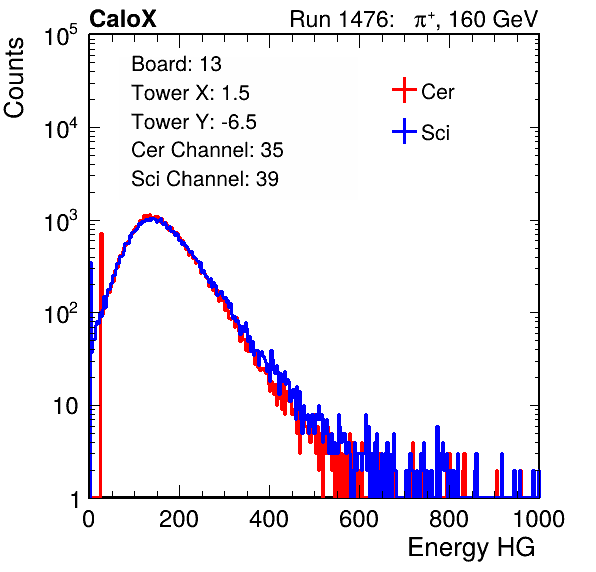 CaloX Run 1476: π⁺, 160 GeV
Counts
Board: 13
Tower X: 1.5
Tower Y: -6.5
Cer Channel: 35
Sci Channel: 39
Cer
Sci
10⁵
10⁴
10³
10²
10
1
0 200 400 600 800 1000
Energy HG